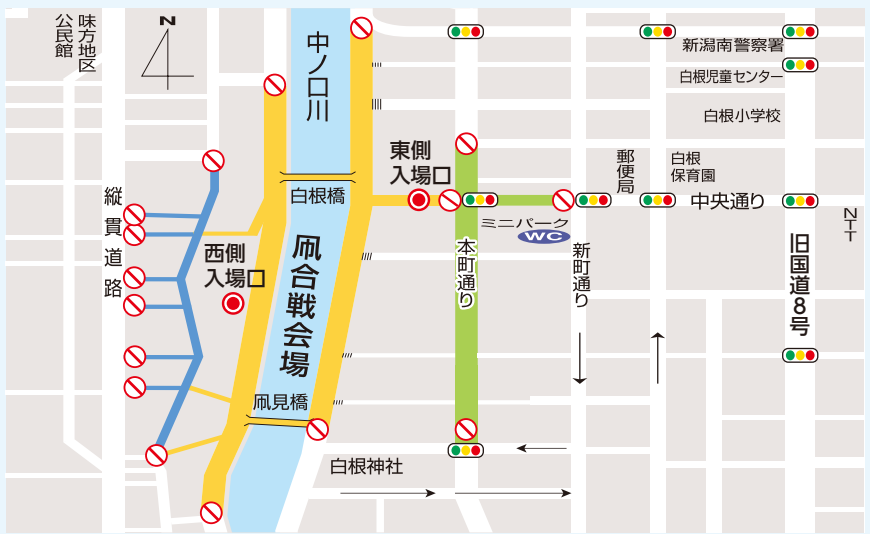 味方地区
公民館
N
中ノ口川
新潟南警察署
白根児童センター
白根小学校
東側
入場口
郵便局
白根
保育園
縦貫道路
白根橋
中央通り
ミニパーク
WC
NTT
西側
入場口
凧合戦会場
本町通り
新町通り
旧国道8号
凧見橋
白根神社